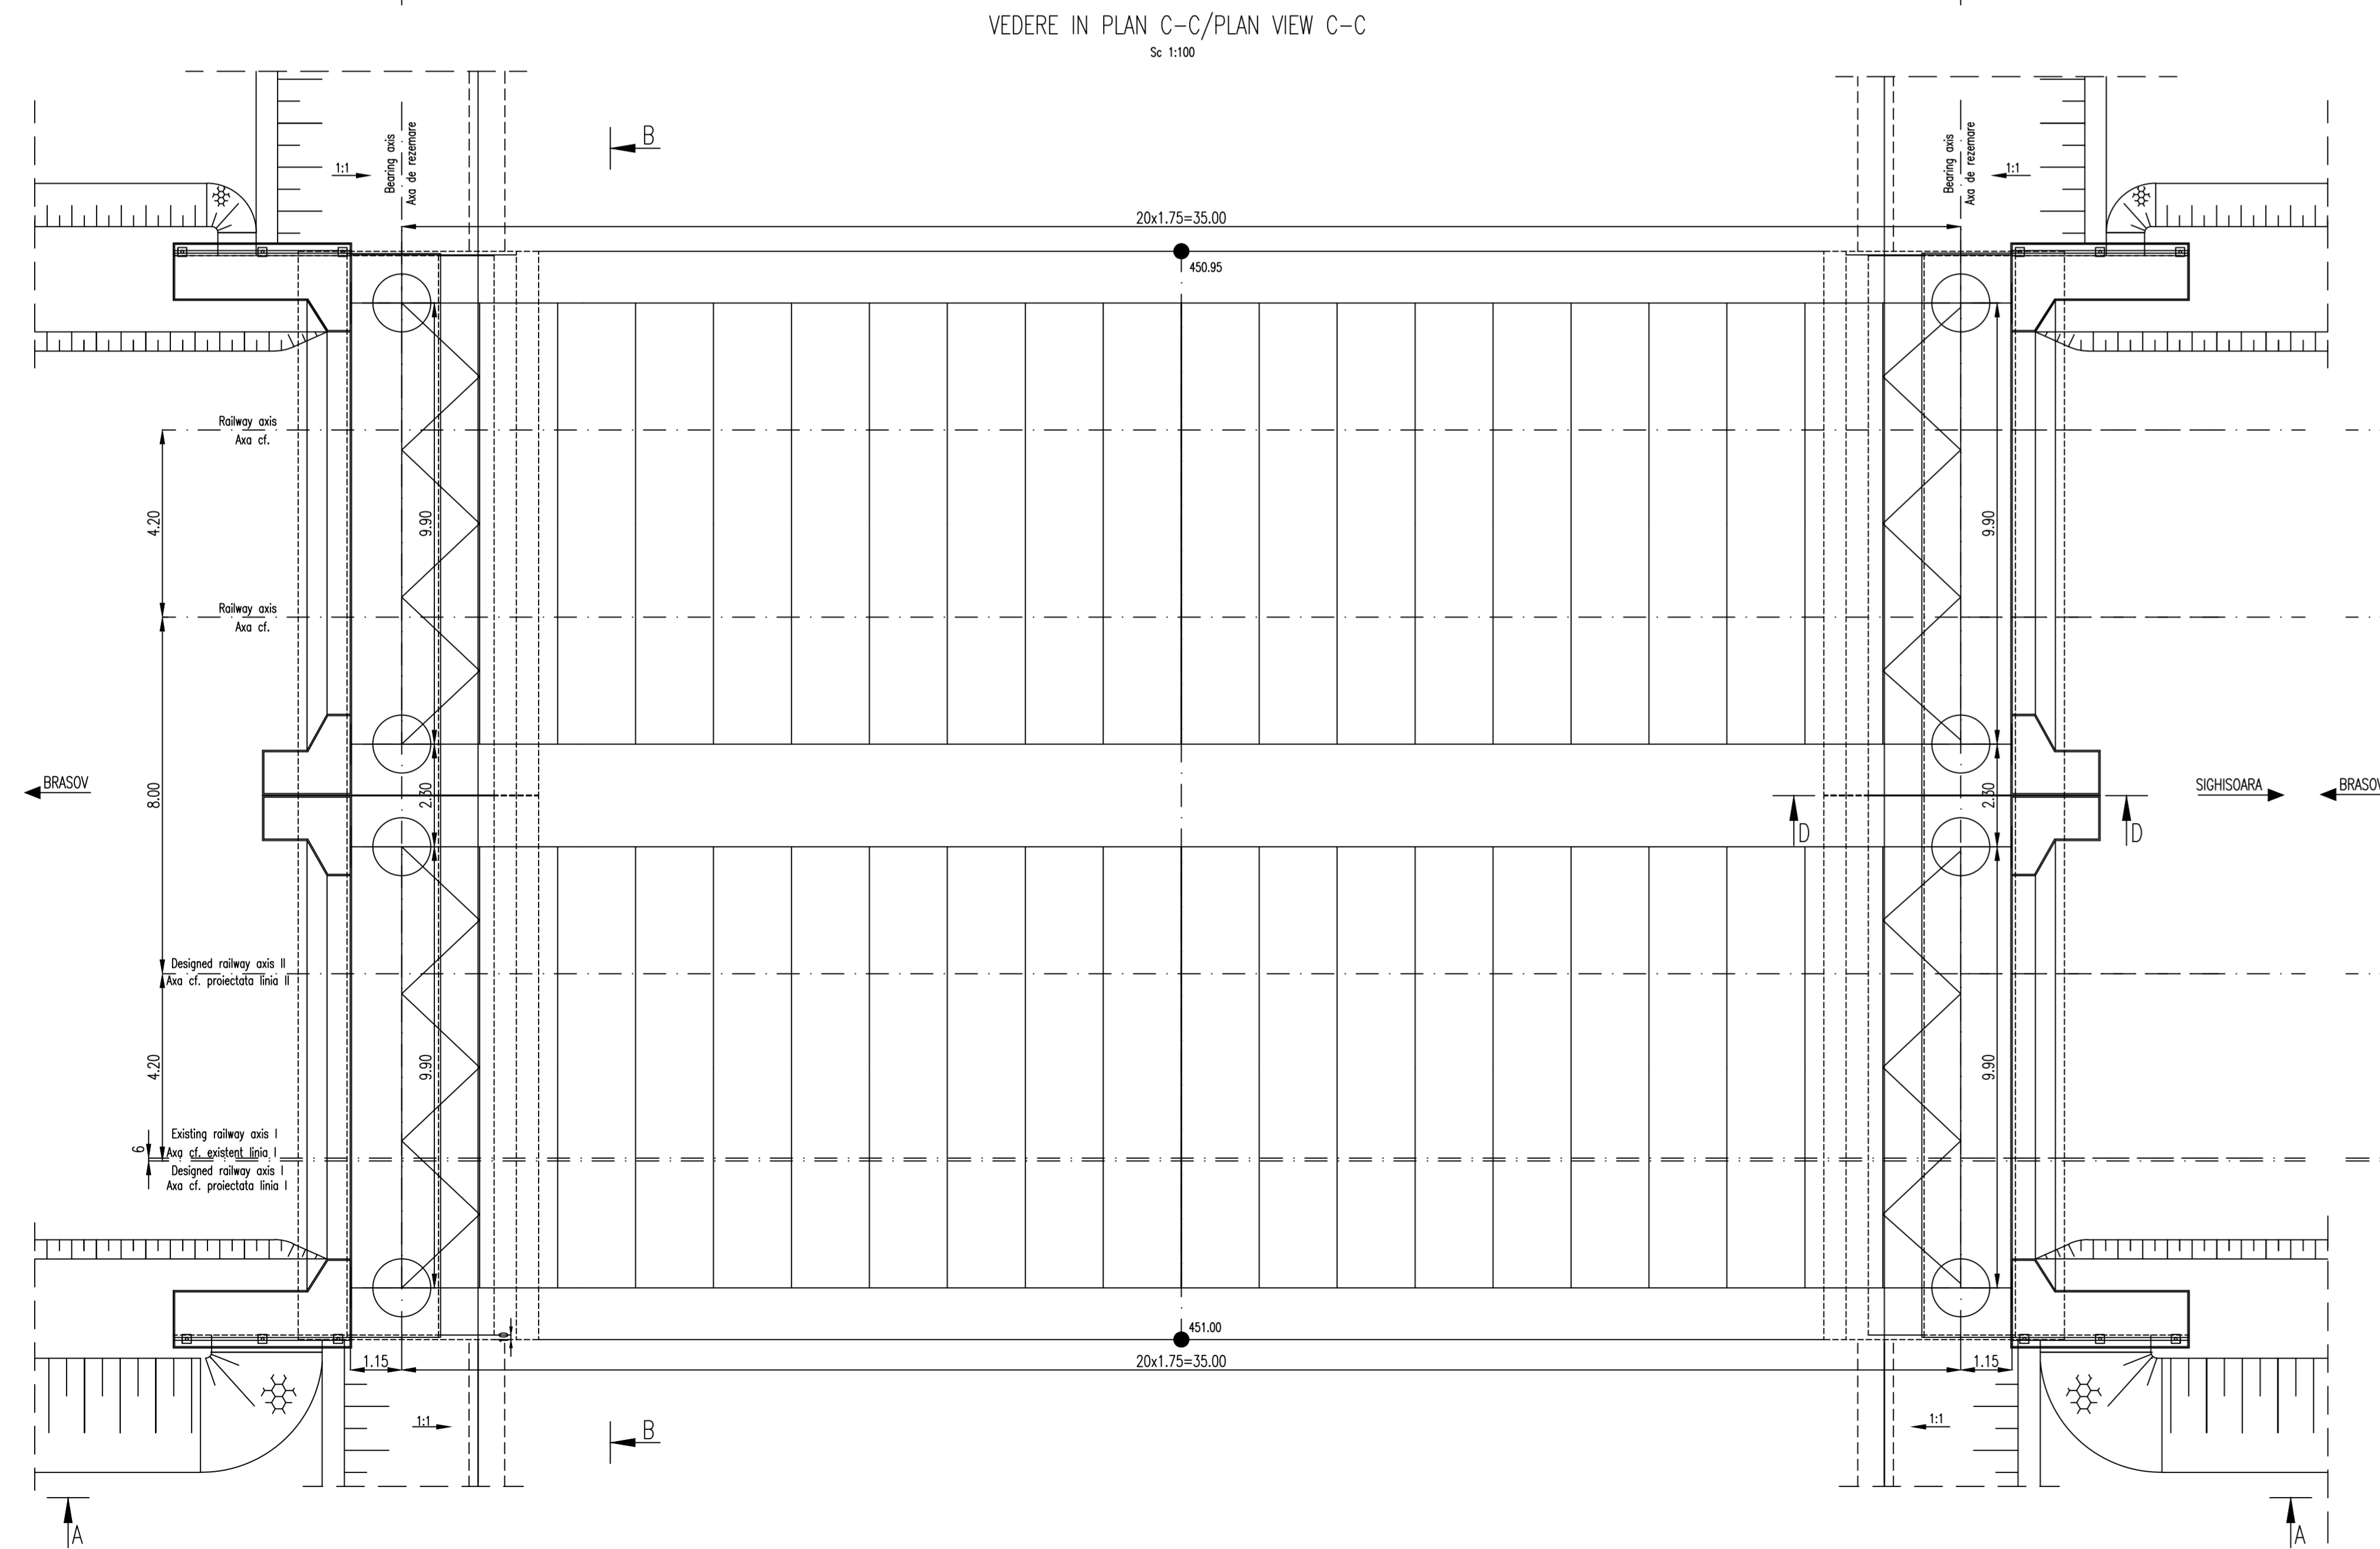 VEDERE IN PLAN C-C/PLAN VIEW C-C
Sc 1:100
B
Bearing axis
Axa de rezemare
Bearing axis
Axa de rezemare
1:1
1:1
20x1.75=35.00
450.95
Railway axis
Axa cf.
4.20
9.90
9.90
Railway axis
Axa cf.
BRASOV
8.00
2.30
2.30
SIGHISOARA
BRASOV
D
D
Designed railway axis II
Axa cf. proiectata linia II
4.20
9.90
9.90
Existing railway axis I
6
Axa cf. existent linia I
Designed railway axis I
Axa cf. proiectata linia I
10
451.00
1.15
20x1.75=35.00
1.15
1:1
B
1:1
A
A